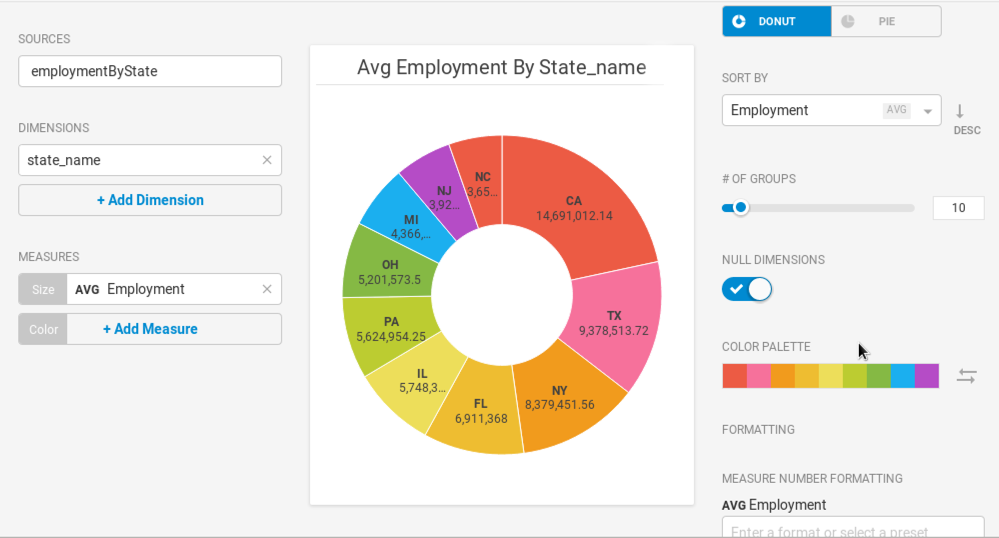 SOURCES
employmentByState
DIMENSIONS
state_name
+ Add Dimension
MEASURES
Size AVG Employment
Color + Add Measure
Avg Employment By State_name
CA
14,691,012.14
TX
9,378,513.72
NY
8,379,451.56
FL
6,911,368
IL
5,748,3...
PA
5,624,954.25
OH
5,201,573.5
MI
4,366,...
NJ
3,92...
NC
3,65...
DONUT PIE
SORT BY
Employment AVG
DESC
# OF GROUPS
10
NULL DIMENSIONS
COLOR PALETTE
FORMATTING
MEASURE NUMBER FORMATTING
AVG Employment
Enter a format or select a preset